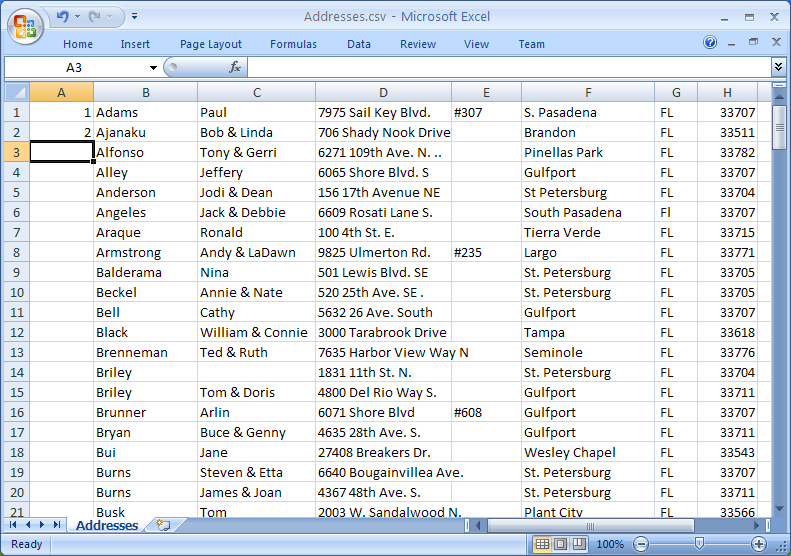 Addresses.csv - Microsoft Excel
Home Insert Page Layout Formulas Data Review View Team
A3 fx
A B C D E F G H
1 1 Adams Paul 7975 Sail Key Blvd. #307 S. Pasadena FL 33707
2 2 Ajanaku Bob & Linda 706 Shady Nook Drive Brandon FL 33511
3 Alfonso Tony & Gerri 6271 109th Ave. N. .. Pinellas Park FL 33782
4 Alley Jeffery 6065 Shore Blvd. S Gulfport FL 33707
5 Anderson Jodi & Dean 156 17th Avenue NE St Petersburg FL 33704
6 Angeles Jack & Debbie 6609 Rosati Lane S. South Pasadena Fl 33707
7 Araque Ronald 100 4th St. E. Tierra Verde FL 33715
8 Armstrong Andy & LaDawn 9825 Ulmerton Rd. #235 Largo FL 33771
9 Balderama Nina 501 Lewis Blvd. SE St. Petersburg FL 33705
10 Beckel Annie & Nate 520 25th Ave. SE . St. Petersburg FL 33705
11 Bell Cathy 5632 26 Ave. South Gulfport FL 33707
12 Black William & Connie 3000 Tarabrook Drive Tampa FL 33618
13 Brenneman Ted & Ruth 7635 Harbor View Way N Seminole FL 33776
14 Briley 1831 11th St. N. St. Petersburg FL 33704
15 Briley Tom & Doris 4800 Del Rio Way S. Gulfport FL 33711
16 Brunner Arlin 6071 Shore Blvd #608 Gulfport FL 33707
17 Bryan Buce & Genny 4635 28th Ave. S. Gulfport FL 33711
18 Bui Jane 27408 Breakers Dr. Wesley Chapel FL 33543
19 Burns Steven & Etta 6640 Bougainvillea Ave. St. Petersburg FL 33707
20 Burns James & Joan 4367 48th Ave. S. St. Petersburg FL 33711
21 Busk Tom 2003 W. Sandalwood N. Plant City FL 33566
Addresses
Ready 100%